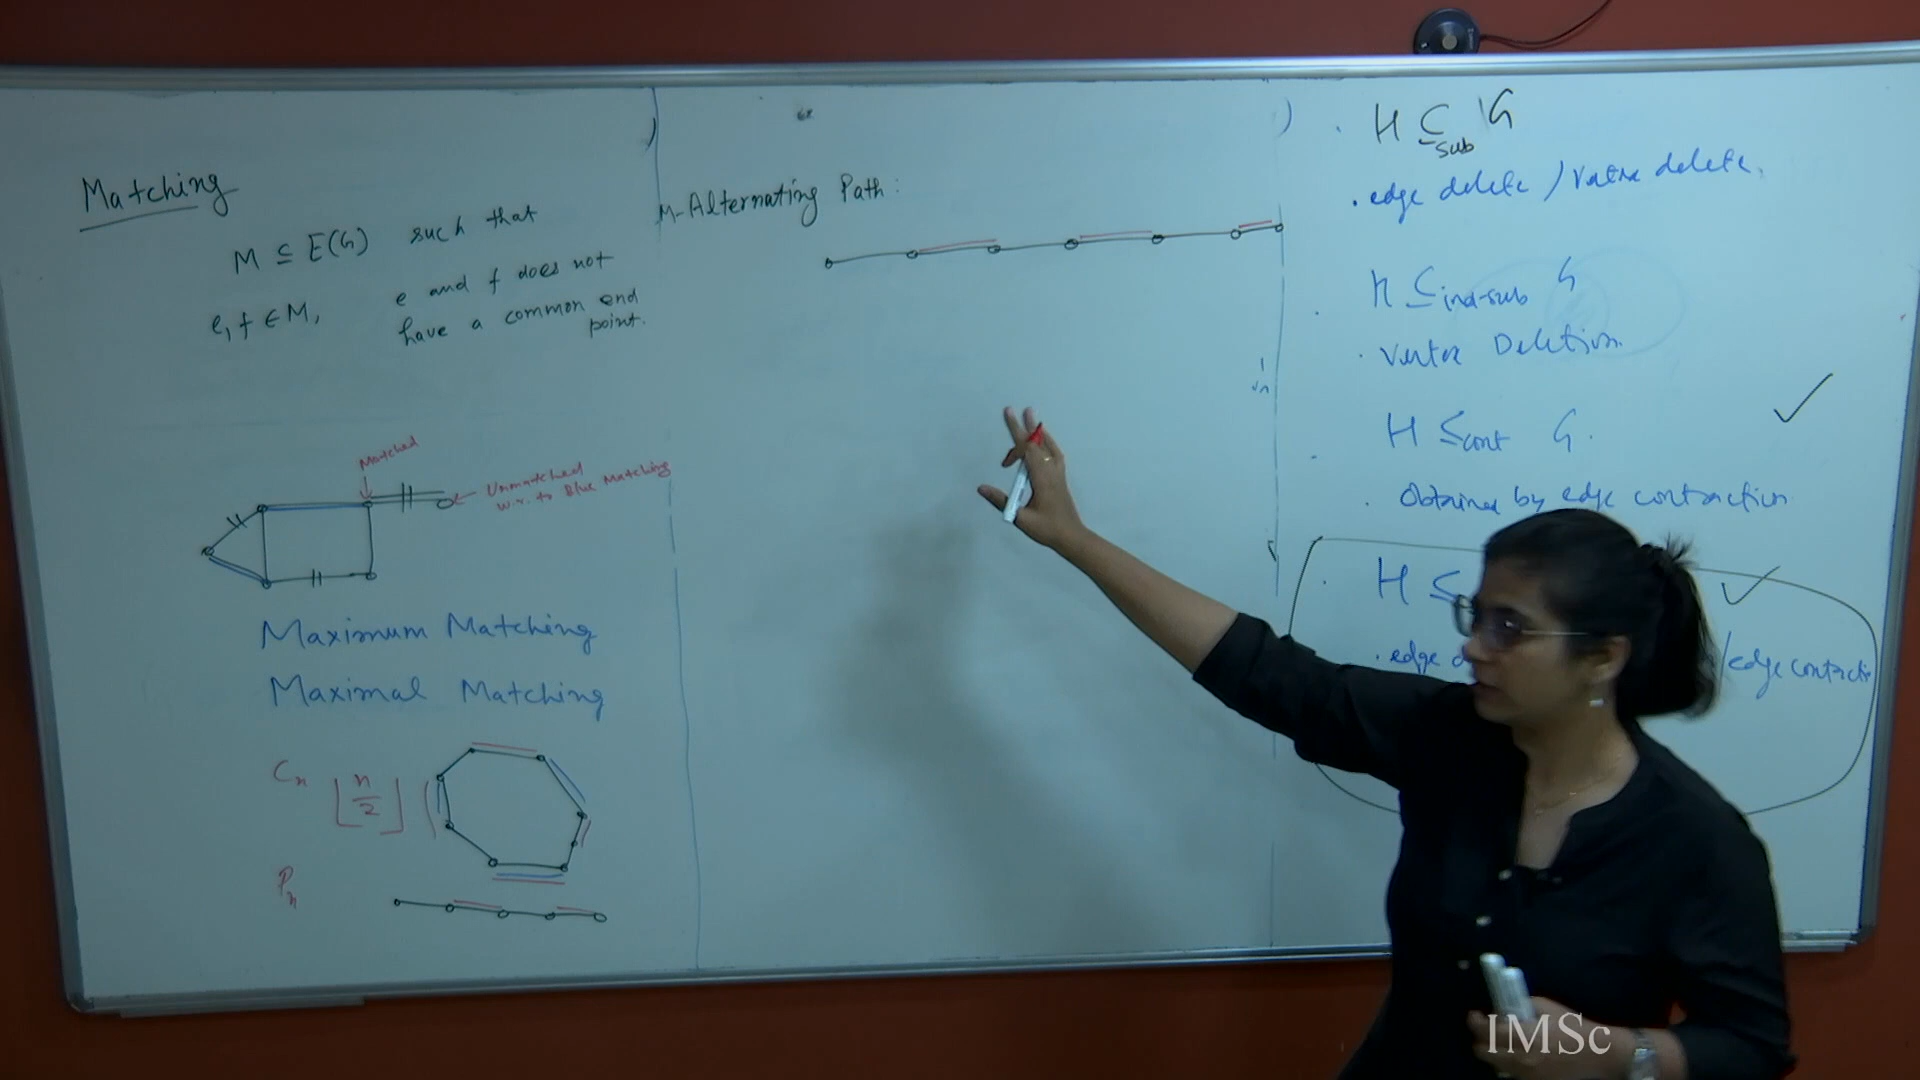 Matching
M ⊆ E(G) such that
e, f ∈ M, e and f does not
have a common end
point.
Matched
Unmatched
w.r. to Blue Matching
Maximum Matching
Maximal Matching
Cn ⌊n/2⌋
Pn
M-Alternating Path:
H ⊆sub G
. edge delete / vertex delete.
H ⊆ind-sub G
. Vertex Deletion
H ≤cont G.
. Obtained by edge contraction
H ≤
. edge d
/edge contractio
IMSc